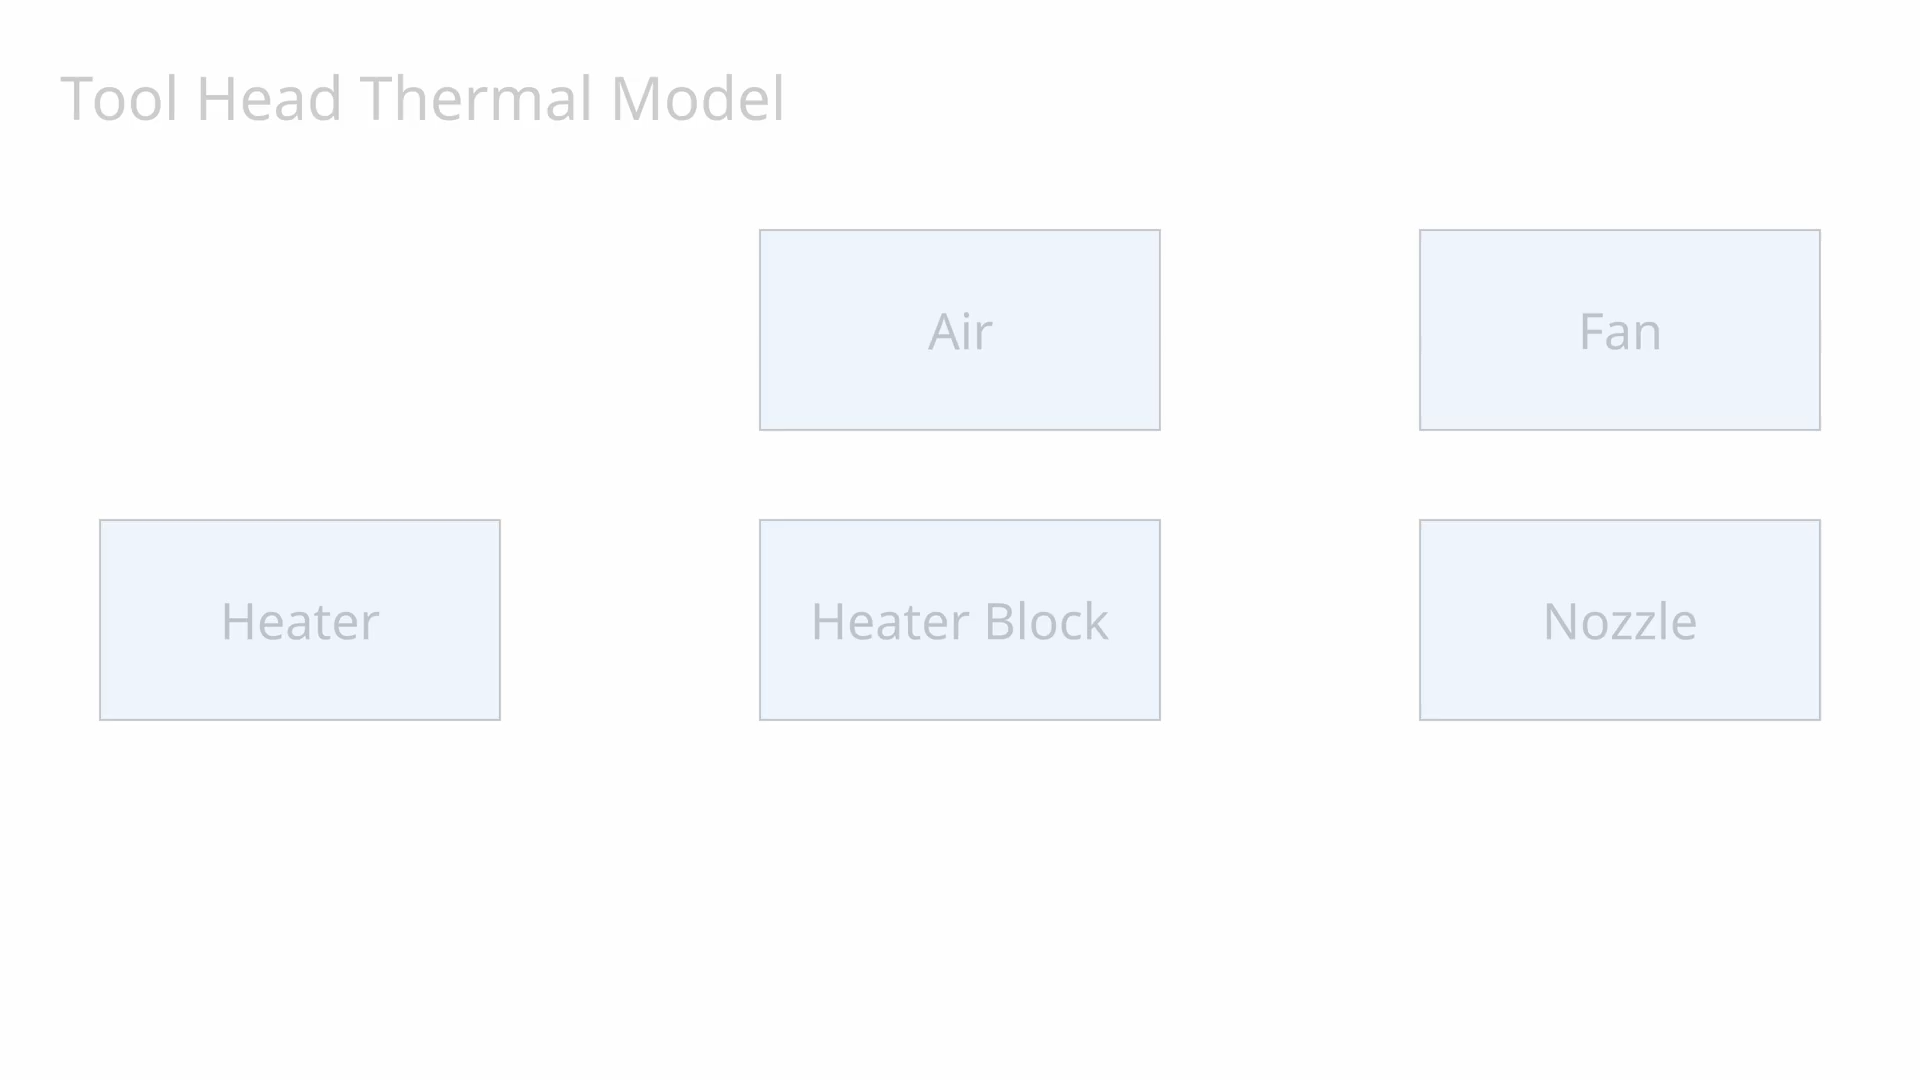 Tool Head Thermal Model
Air
Fan
Heater
Heater Block
Nozzle